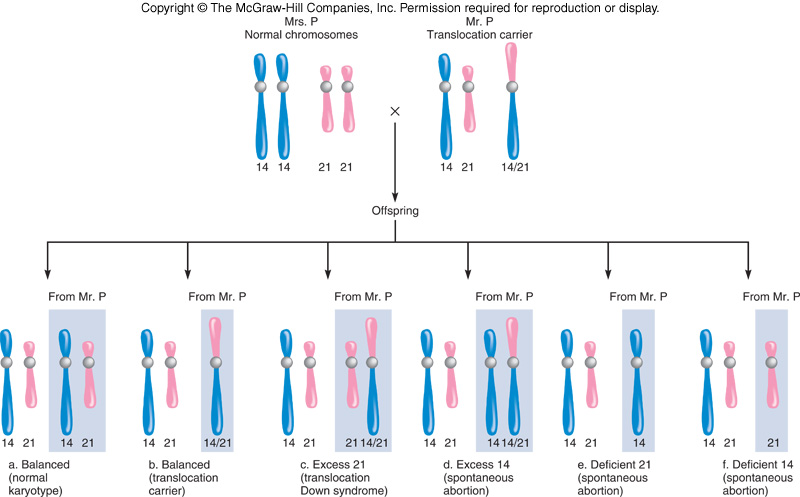 Copyright © The McGraw-Hill Companies, Inc. Permission required for reproduction or display.
Mrs. P
Normal chromosomes
Mr. P
Translocation carrier
×
14 14 21 21
14 21 14/21
Offspring
From Mr. P
From Mr. P
From Mr. P
From Mr. P
From Mr. P
From Mr. P
14 21 14 21
14 21 14/21
14 21 21 14/21
14 21 14 14/21
14 21 14
14 21 21
a. Balanced
(normal
karyotype)
b. Balanced
(translocation
carrier)
c. Excess 21
(translocation
Down syndrome)
d. Excess 14
(spontaneous
abortion)
e. Deficient 21
(spontaneous
abortion)
f. Deficient 14
(spontaneous
abortion)